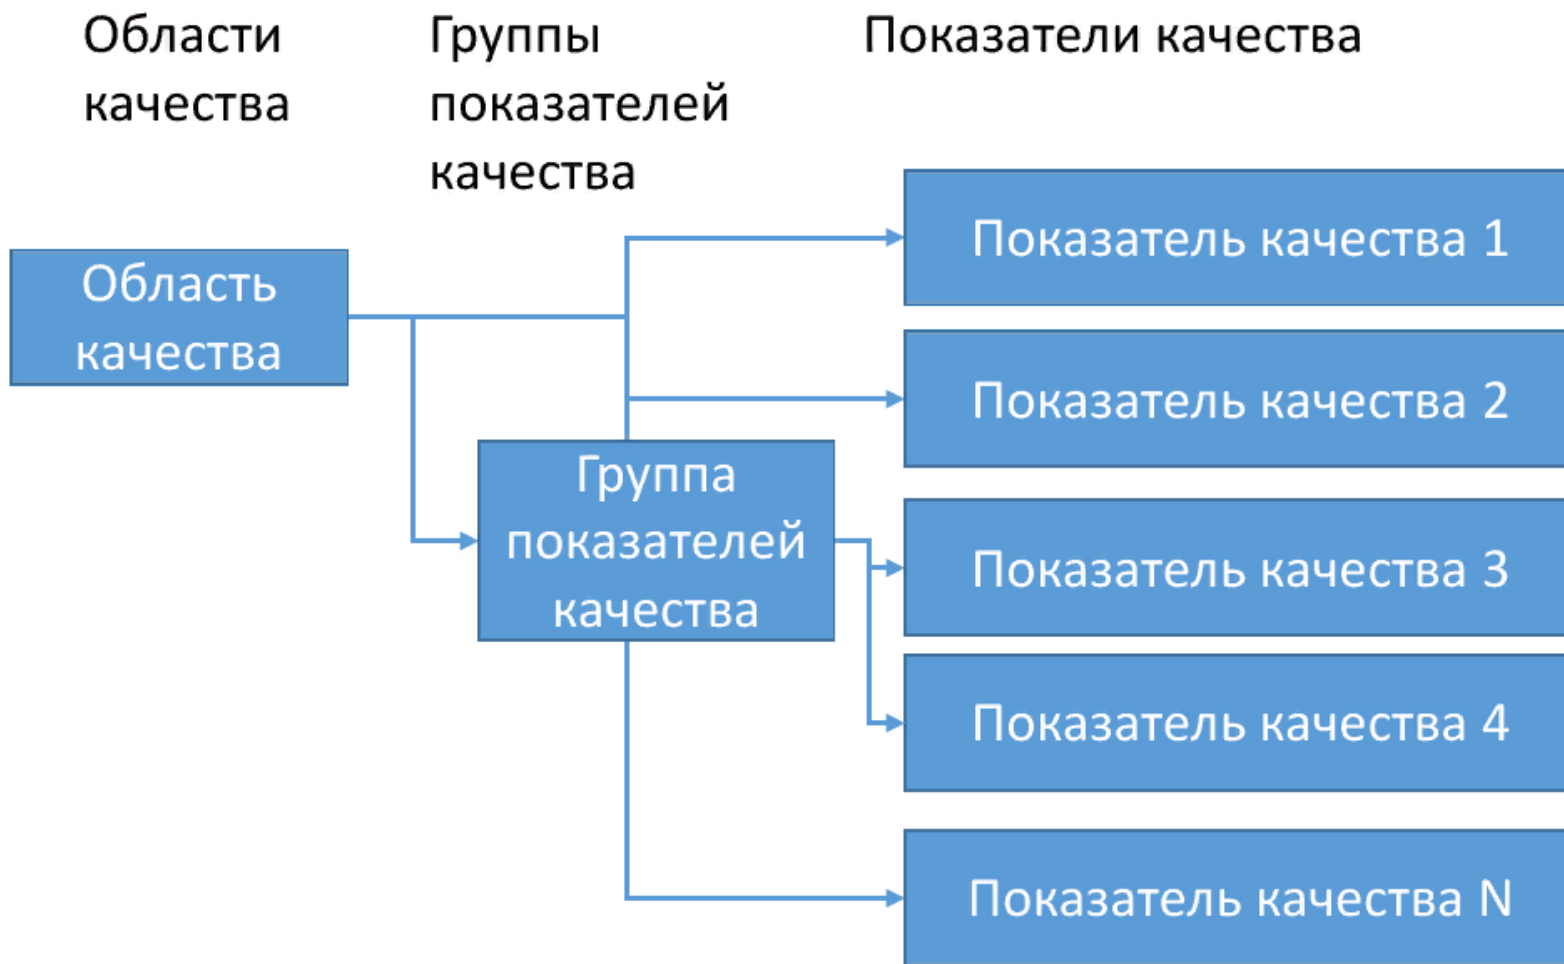 Области
качества
Группы
показателей
качества
Показатели качества
Область
качества
Группа
показателей
качества
Показатель качества 1
Показатель качества 2
Показатель качества 3
Показатель качества 4
Показатель качества N